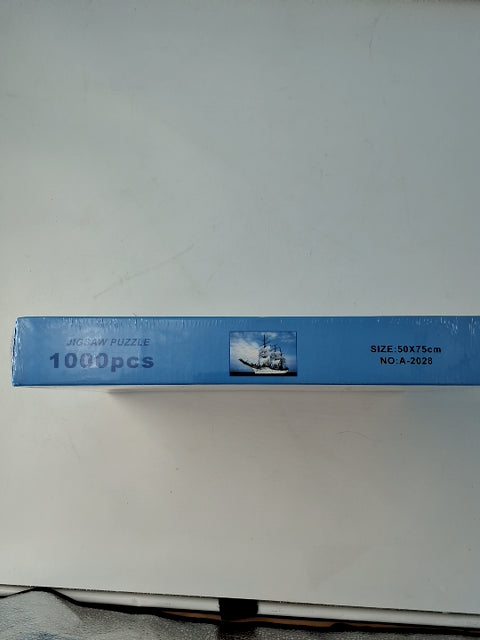 JIGSAW PUZZLE
1000pcs
SIZE:50X75cm
NO:A-2028